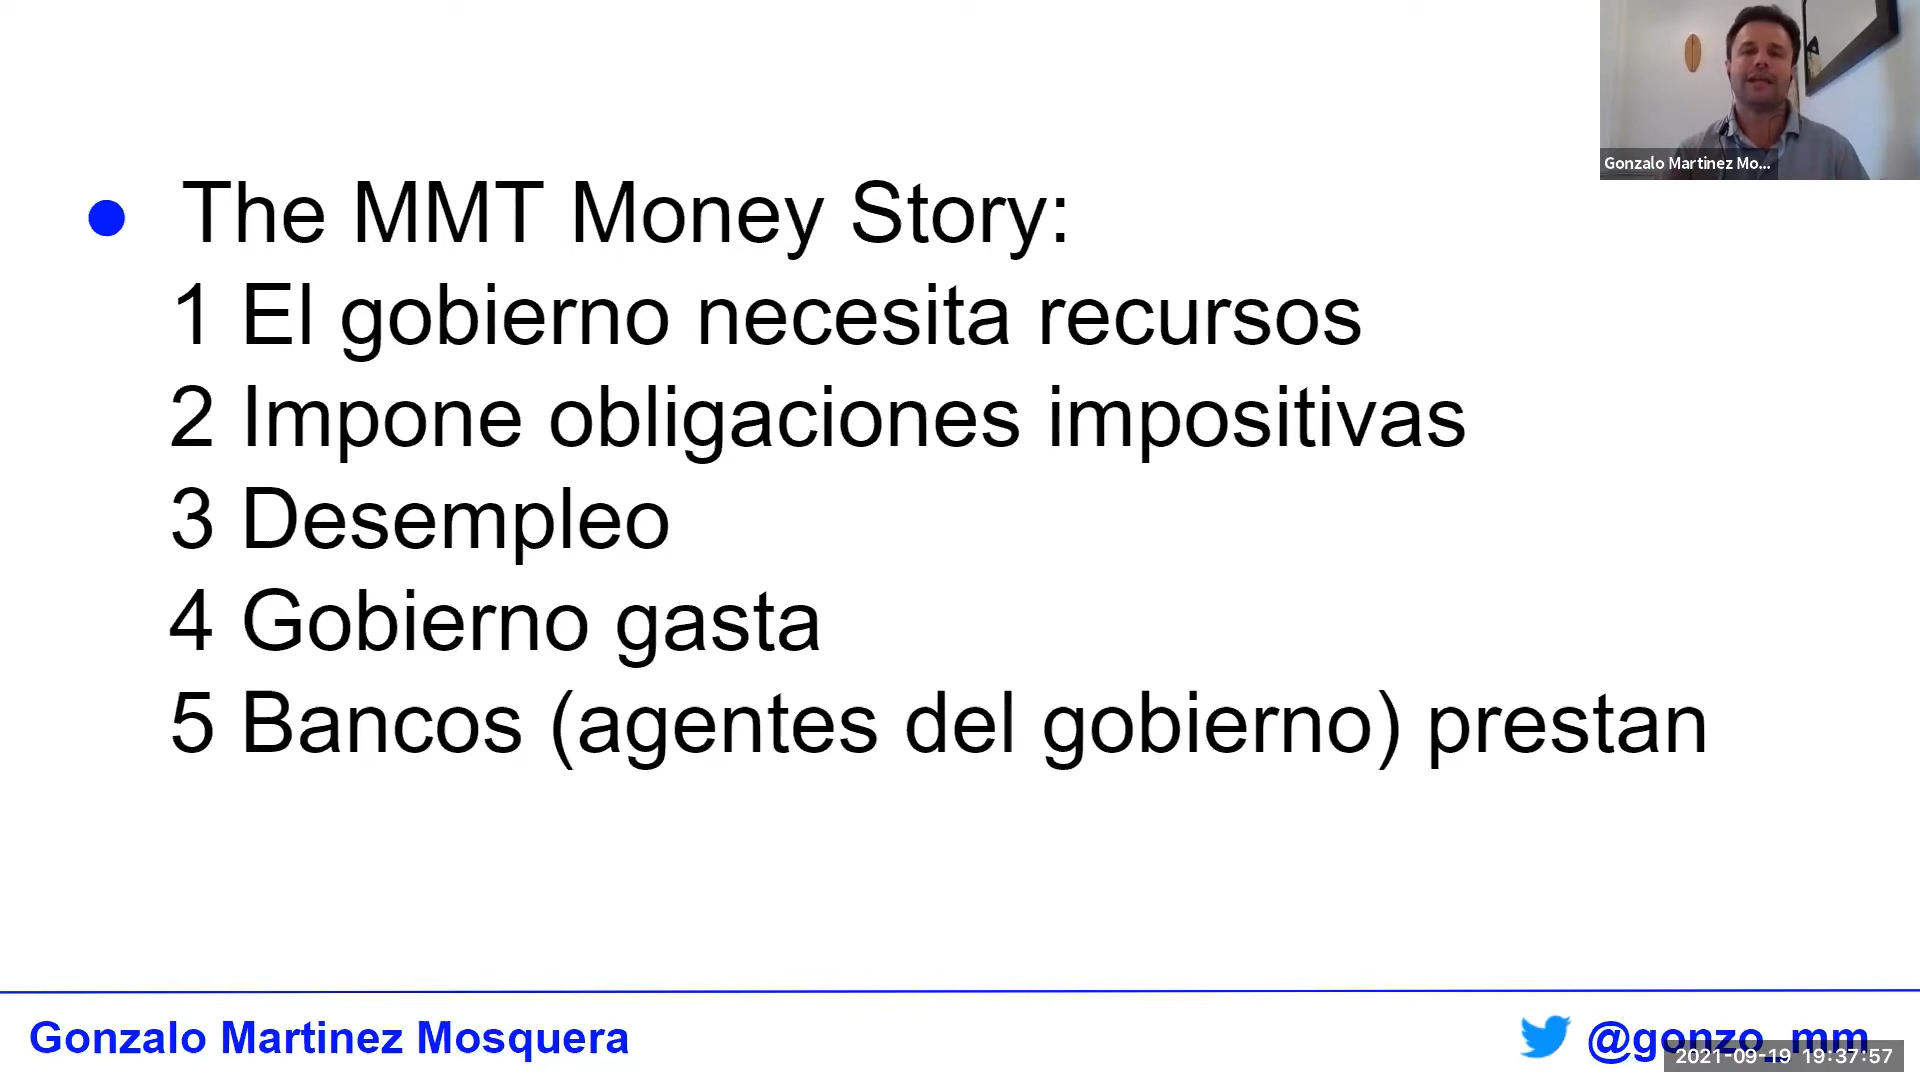 Gonzalo Martinez Mo...
● The MMT Money Story:
1 El gobierno necesita recursos
2 Impone obligaciones impositivas
3 Desempleo
4 Gobierno gasta
5 Bancos (agentes del gobierno) prestan
Gonzalo Martinez Mosquera
@gonzo_mm
2021-09-19 19:37:57